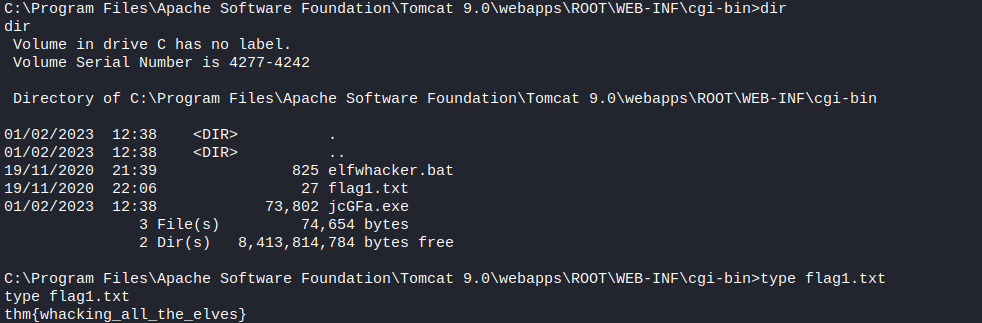 C:\Program Files\Apache Software Foundation\Tomcat 9.0\webapps\ROOT\WEB-INF\cgi-bin>dir
dir
 Volume in drive C has no label.
 Volume Serial Number is 4277-4242

 Directory of C:\Program Files\Apache Software Foundation\Tomcat 9.0\webapps\ROOT\WEB-INF\cgi-bin

01/02/2023  12:38    <DIR>          .
01/02/2023  12:38    <DIR>          ..
19/11/2020  21:39               825 elfwhacker.bat
19/11/2020  22:06                27 flag1.txt
01/02/2023  12:38            73,802 jcGFa.exe
               3 File(s)         74,654 bytes
               2 Dir(s)   8,413,814,784 bytes free

C:\Program Files\Apache Software Foundation\Tomcat 9.0\webapps\ROOT\WEB-INF\cgi-bin>type flag1.txt
type flag1.txt
thm{whacking_all_the_elves}